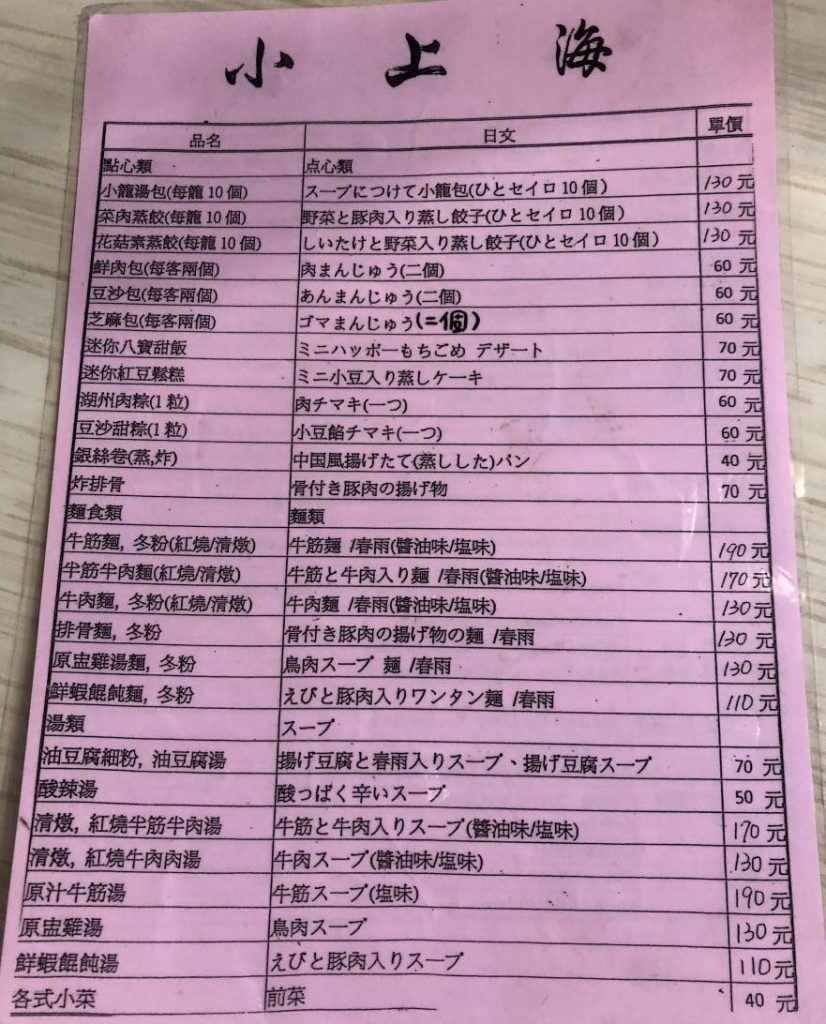 小上海
品名 日文 單價
點心類 点心類
小籠湯包(每籠10個) スープにつけて小籠包(ひとセイロ10個) 130元
菜肉蒸餃(每籠10個) 野菜と豚肉入り蒸し餃子(ひとセイロ10個) 130元
花菇素蒸餃(每籠10個) しいたけと野菜入り蒸し餃子(ひとセイロ10個) 130元
鮮肉包(每客兩個) 肉まんじゅう(二個) 60元
豆沙包(每客兩個) あんまんじゅう(二個) 60元
芝麻包(每客兩個) ゴマまんじゅう(二個) 60元
迷你八寶甜飯 ミニハッポーもちごめ デザート 70元
迷你紅豆鬆糕 ミニ小豆入り蒸しケーキ 70元
湖州肉粽(1粒) 肉チマキ(一つ) 60元
豆沙甜粽(1粒) 小豆餡チマキ(一つ) 60元
銀絲卷(蒸,炸) 中国風揚げたて(蒸しした)パン 40元
炸排骨 骨付き豚肉の揚げ物 70元
麵食類 麵類
牛筋麵, 冬粉(紅燒/清燉) 牛筋麵 /春雨(醬油味/塩味) 190元
半筋半肉麵(紅燒/清燉) 牛筋と牛肉入り麵 /春雨(醬油味/塩味) 170元
牛肉麵, 冬粉(紅燒/清燉) 牛肉麵 /春雨(醬油味/塩味) 130元
排骨麵, 冬粉 骨付き豚肉の揚げ物の麵 /春雨 130元
原盅雞湯麵, 冬粉 鳥肉スープ 麵 /春雨 130元
鮮蝦餛飩麵, 冬粉 えびと豚肉入りワンタン麵 /春雨 110元
湯類 スープ
油豆腐細粉, 油豆腐湯 揚げ豆腐と春雨入りスープ、揚げ豆腐スープ 70元
酸辣湯 酸っぱく辛いスープ 50元
清燉, 紅燒半筋半肉湯 牛筋と牛肉入りスープ(醬油味/塩味) 170元
清燉, 紅燒牛肉肉湯 牛肉スープ(醬油味/塩味) 130元
原汁牛筋湯 牛筋スープ(塩味) 190元
原盅雞湯 鳥肉スープ 130元
鮮蝦餛飩湯 えびと豚肉入りスープ 110元
各式小菜 前菜 40元